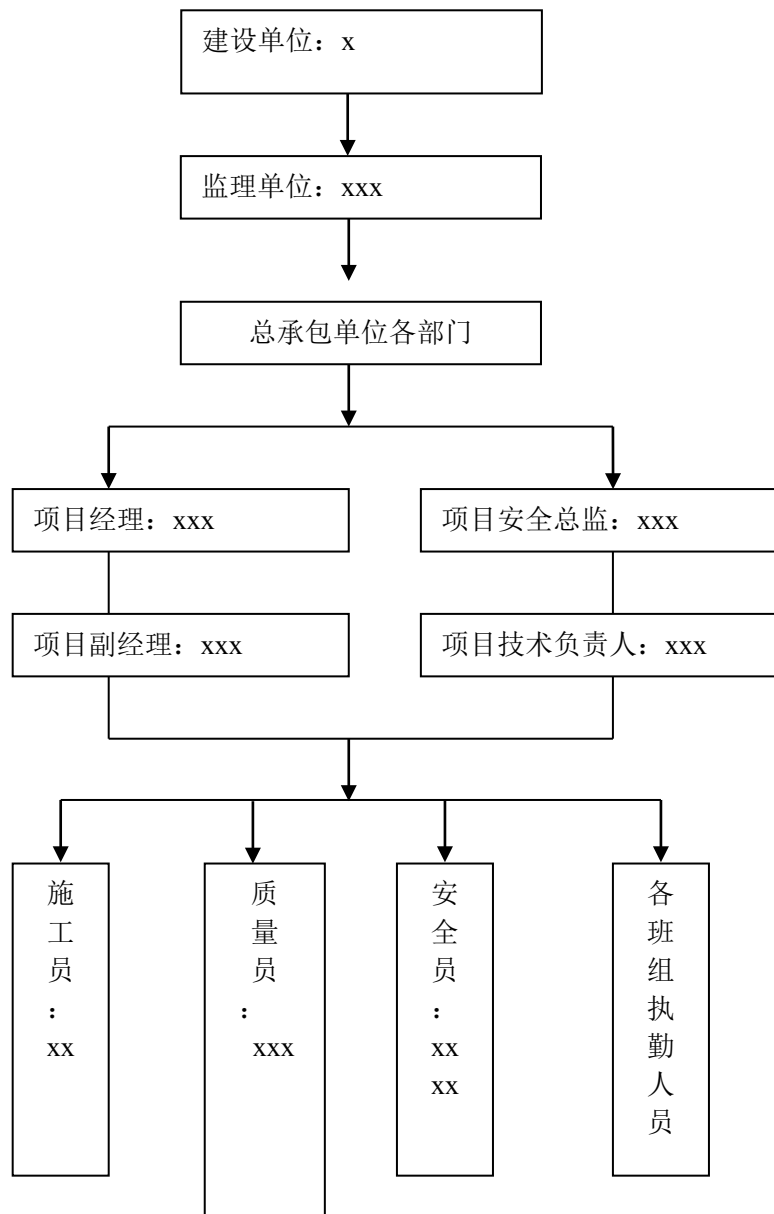 建设单位：x
监理单位：xxx
总承包单位各部门
项目经理：xxx
项目安全总监：xxx
项目副经理：xxx
项目技术负责人：xxx
施工员：xx
质量员：xxx
安全员：xxxx
各班组执勤人员